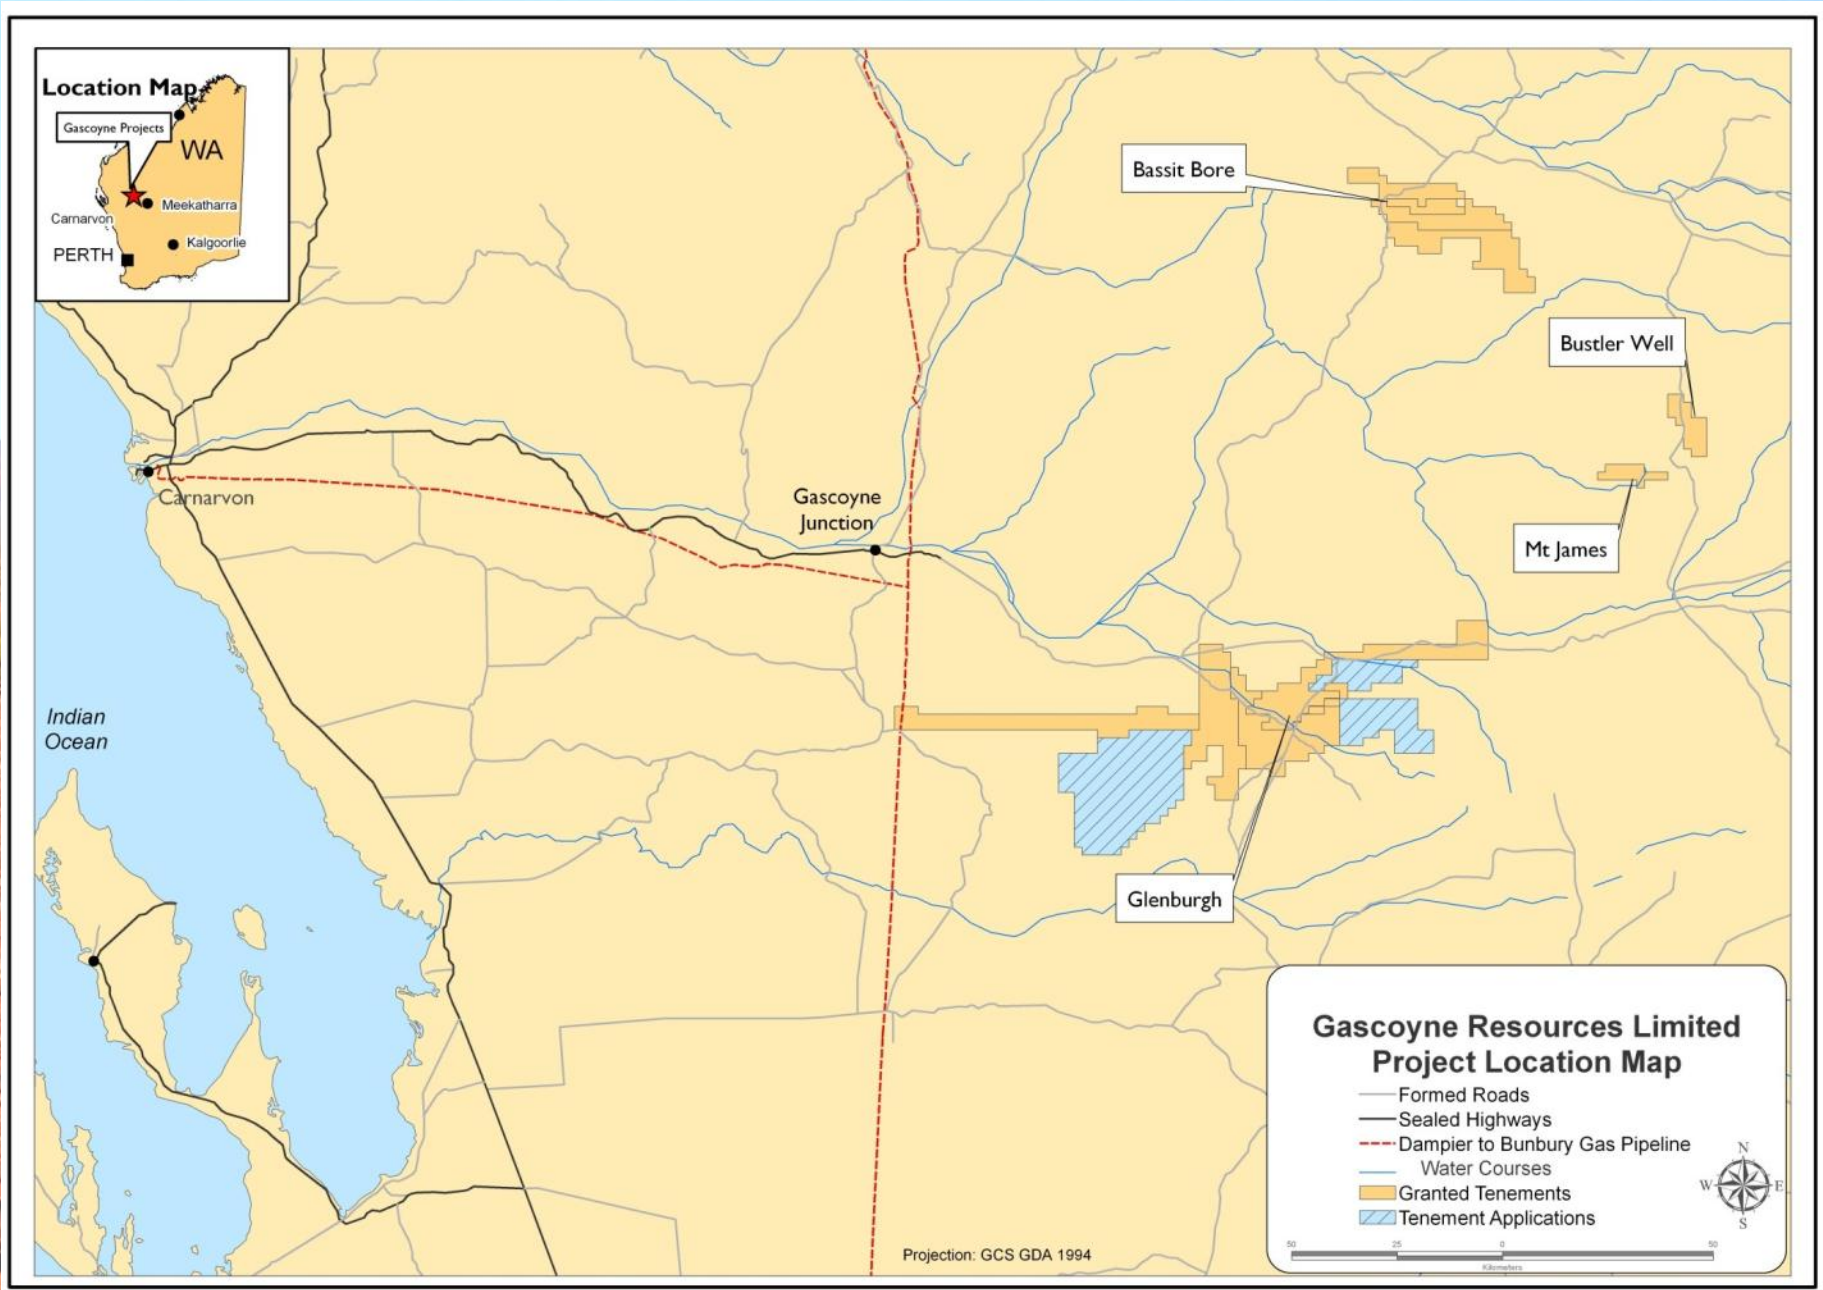 Location Map
Gascoyne Projects
WA
Meekatharra
Carnarvon
Kalgoorlie
PERTH
Bassit Bore
Bustler Well
Carnarvon
Gascoyne
Junction
Mt James
Indian
Ocean
Glenburgh
Gascoyne Resources Limited
Project Location Map
Formed Roads
Sealed Highways
Dampier to Bunbury Gas Pipeline
Water Courses
Granted Tenements
Tenement Applications
N
W E
S
50 25 0 50
Kilometers
Projection: GCS GDA 1994